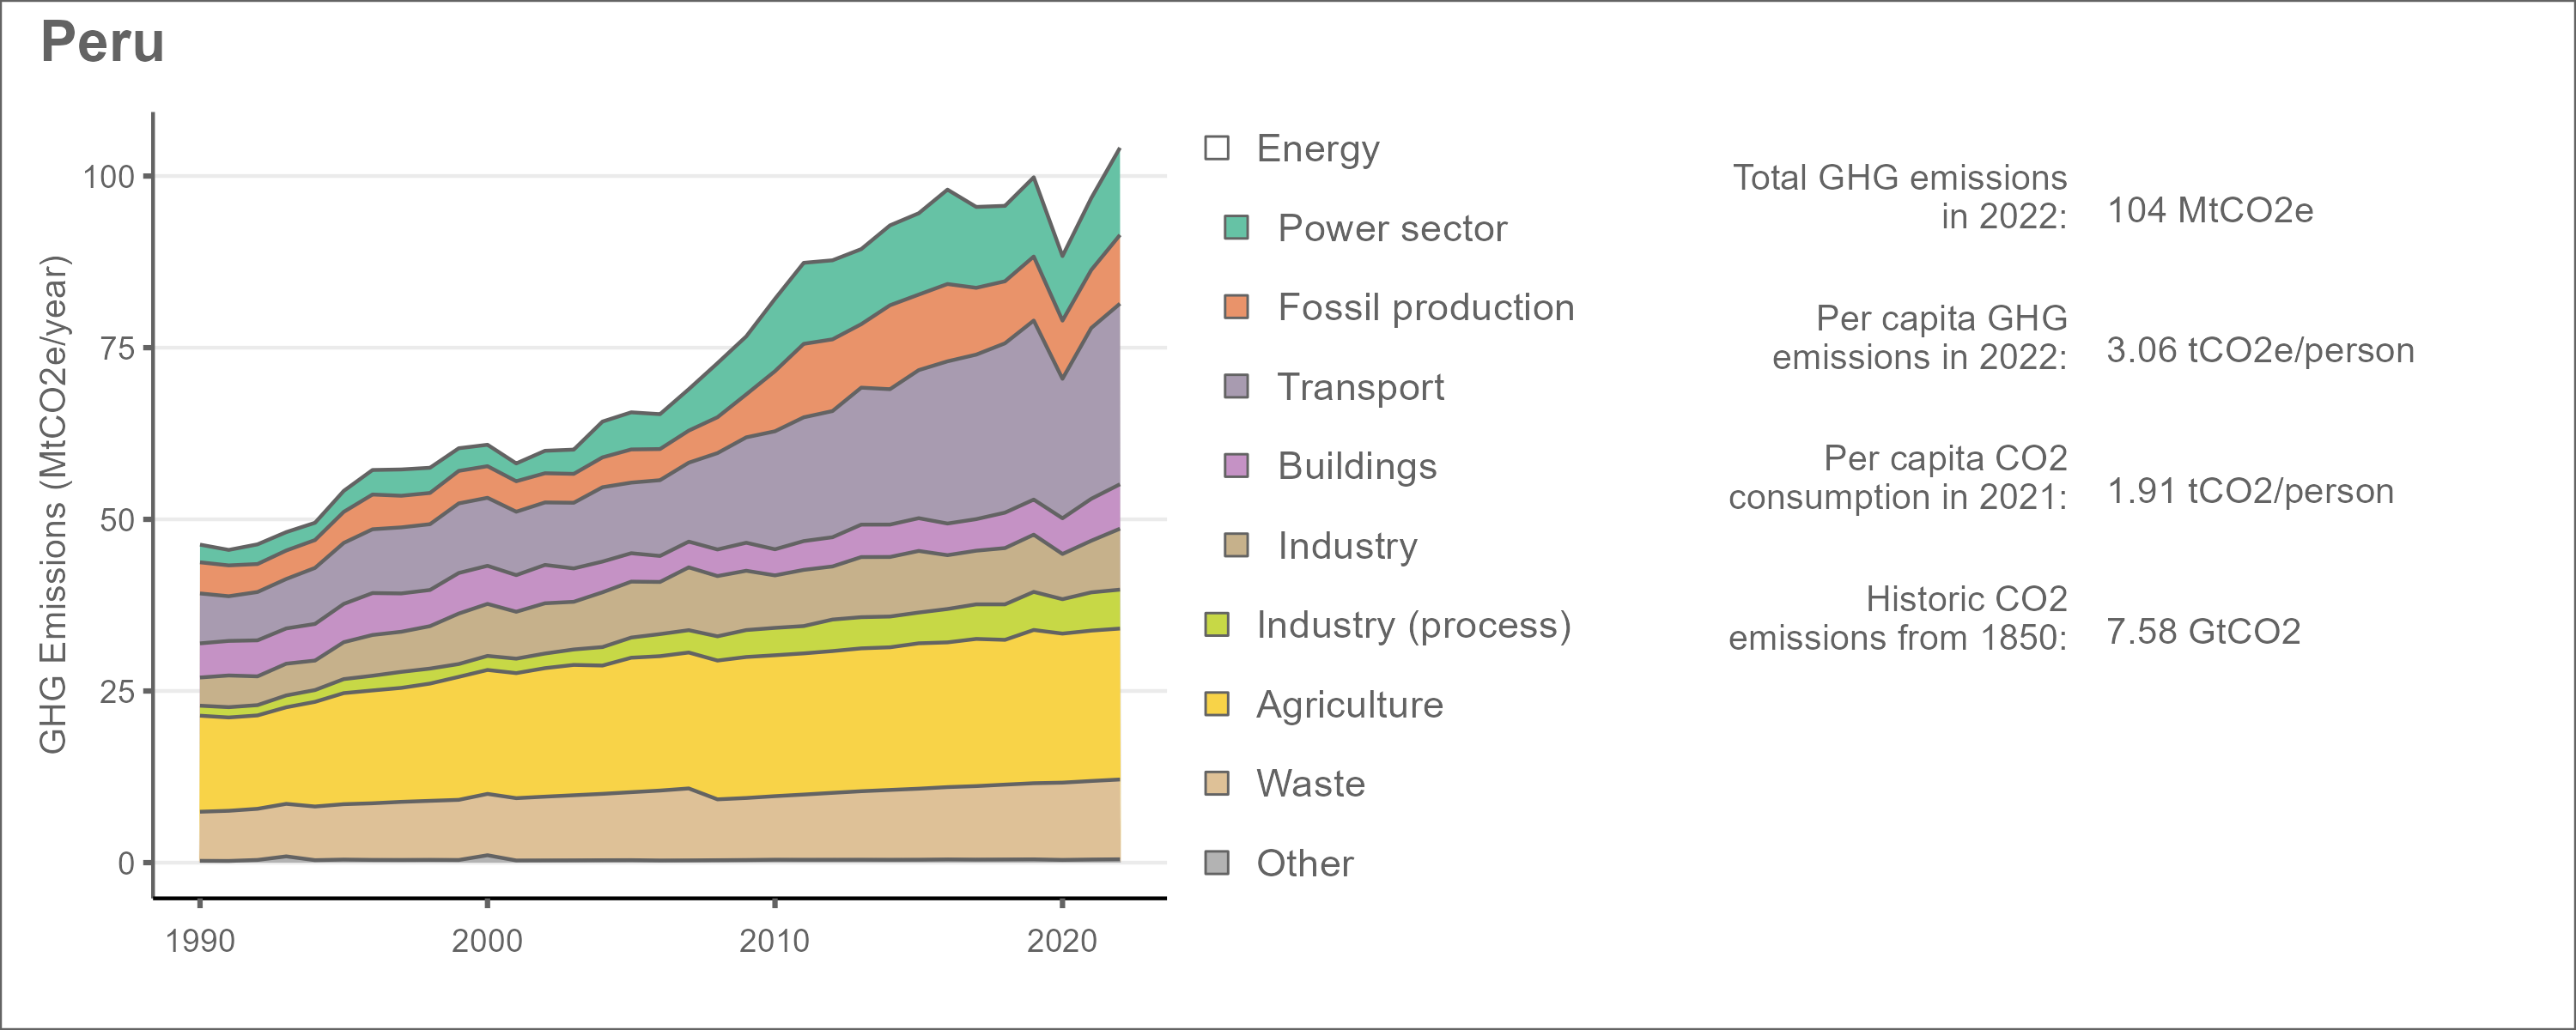 Peru
GHG Emissions (MtCO2e/year)
100
75
50
25
0
1990
2000
2010
2020
Energy
Power sector
Fossil production
Transport
Buildings
Industry
Industry (process)
Agriculture
Waste
Other
Total GHG emissions
in 2022:
104 MtCO2e
Per capita GHG
emissions in 2022:
3.06 tCO2e/person
Per capita CO2
consumption in 2021:
1.91 tCO2/person
Historic CO2
emissions from 1850:
7.58 GtCO2